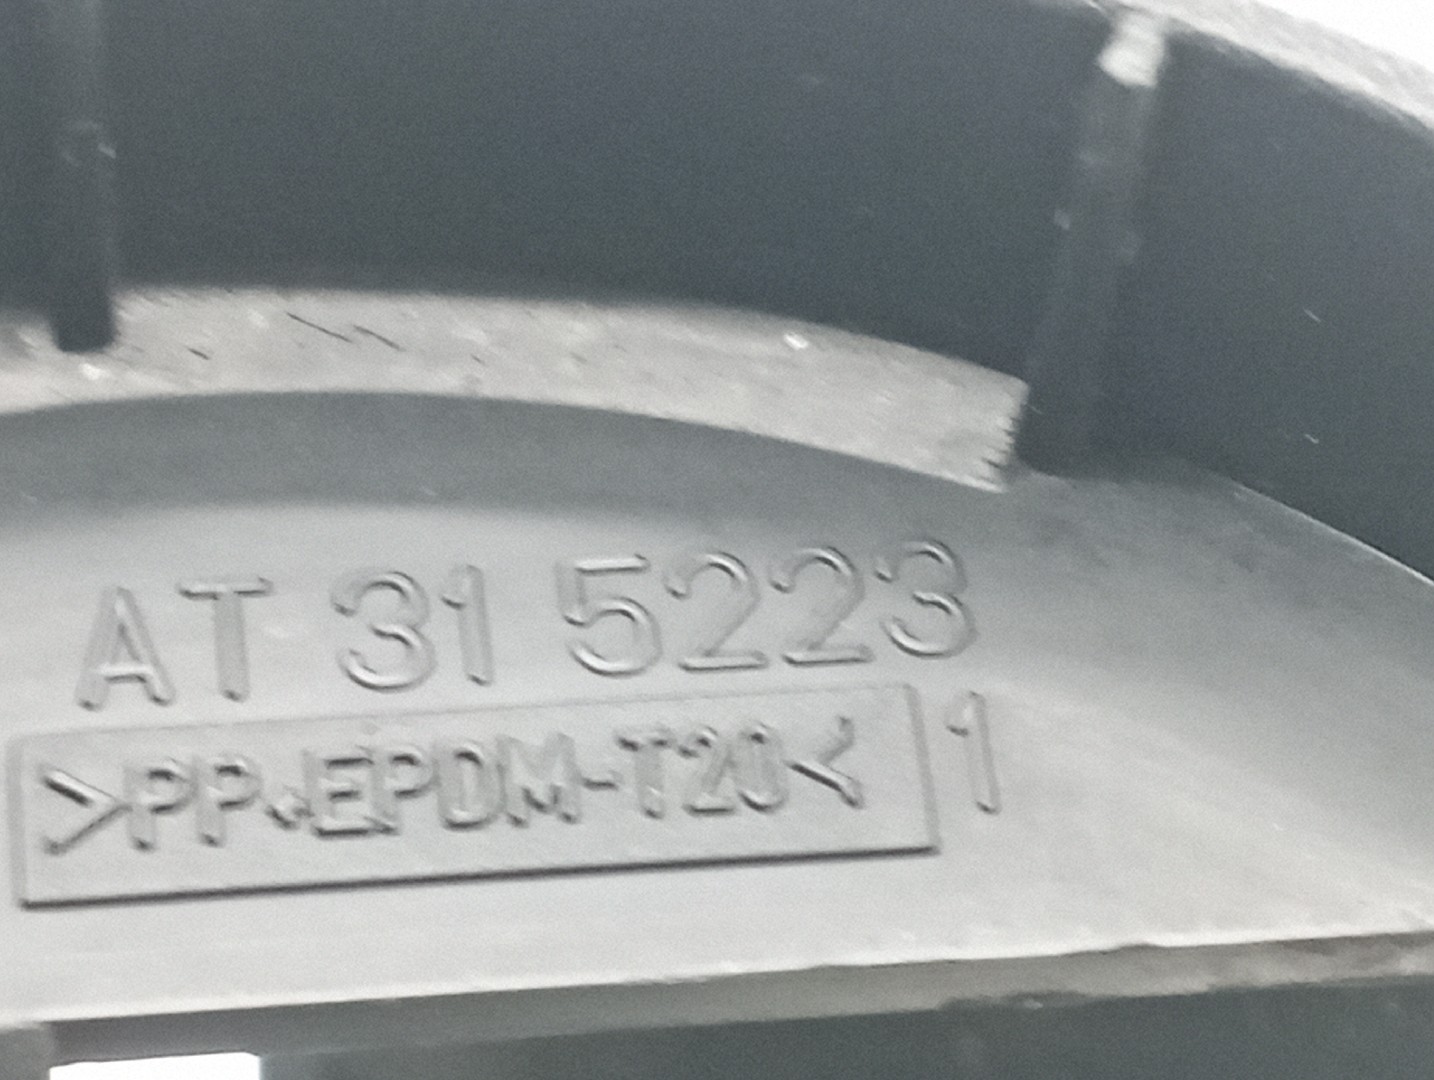 AT 31 5223
>PP+EPDM-T20<
1